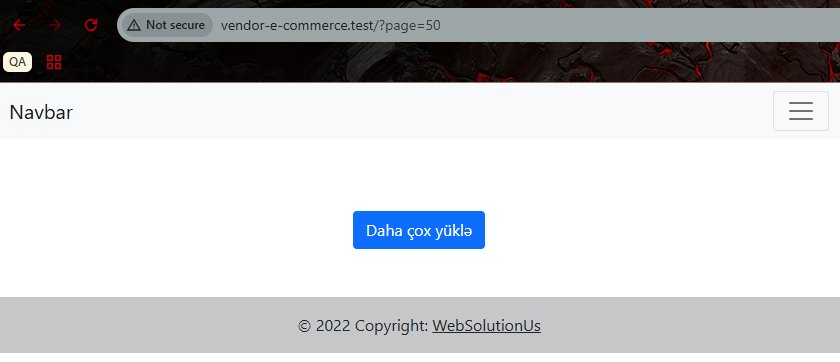 Not secure vendor-e-commerce.test/?page=50
QA
Navbar
Daha çox yüklə
© 2022 Copyright: WebSolutionUs